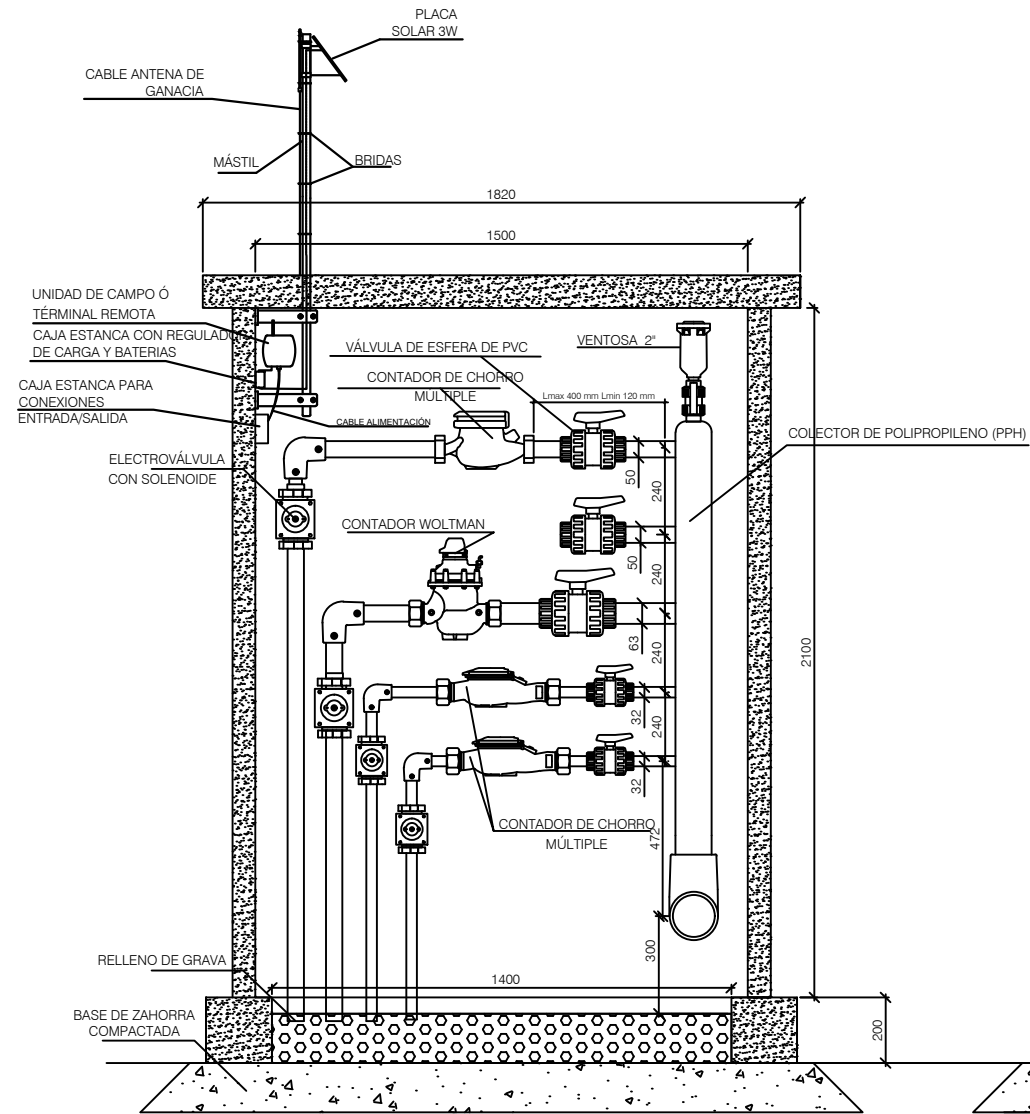 PLACA
SOLAR 3W
CABLE ANTENA DE
GANACIA
MÁSTIL
BRIDAS
1820
1500
UNIDAD DE CAMPO Ó
TÉRMINAL REMOTA
CAJA ESTANCA CON REGULADOR
DE CARGA Y BATERIAS
CAJA ESTANCA PARA
CONEXIONES
ENTRADA/SALIDA
CABLE ALIMENTACIÓN
VÁLVULA DE ESFERA DE PVC
CONTADOR DE CHORRO
MÚLTIPLE
VENTOSA 2"
Lmax 400 mm Lmin 120 mm
COLECTOR DE POLIPROPILENO (PPH)
ELECTROVÁLVULA
CON SOLENOIDE
50
240
CONTADOR WOLTMAN
50
240
63
240
2100
32
240
32
CONTADOR DE CHORRO
MÚLTIPLE
472
300
RELLENO DE GRAVA
1400
BASE DE ZAHORRA
COMPACTADA
200